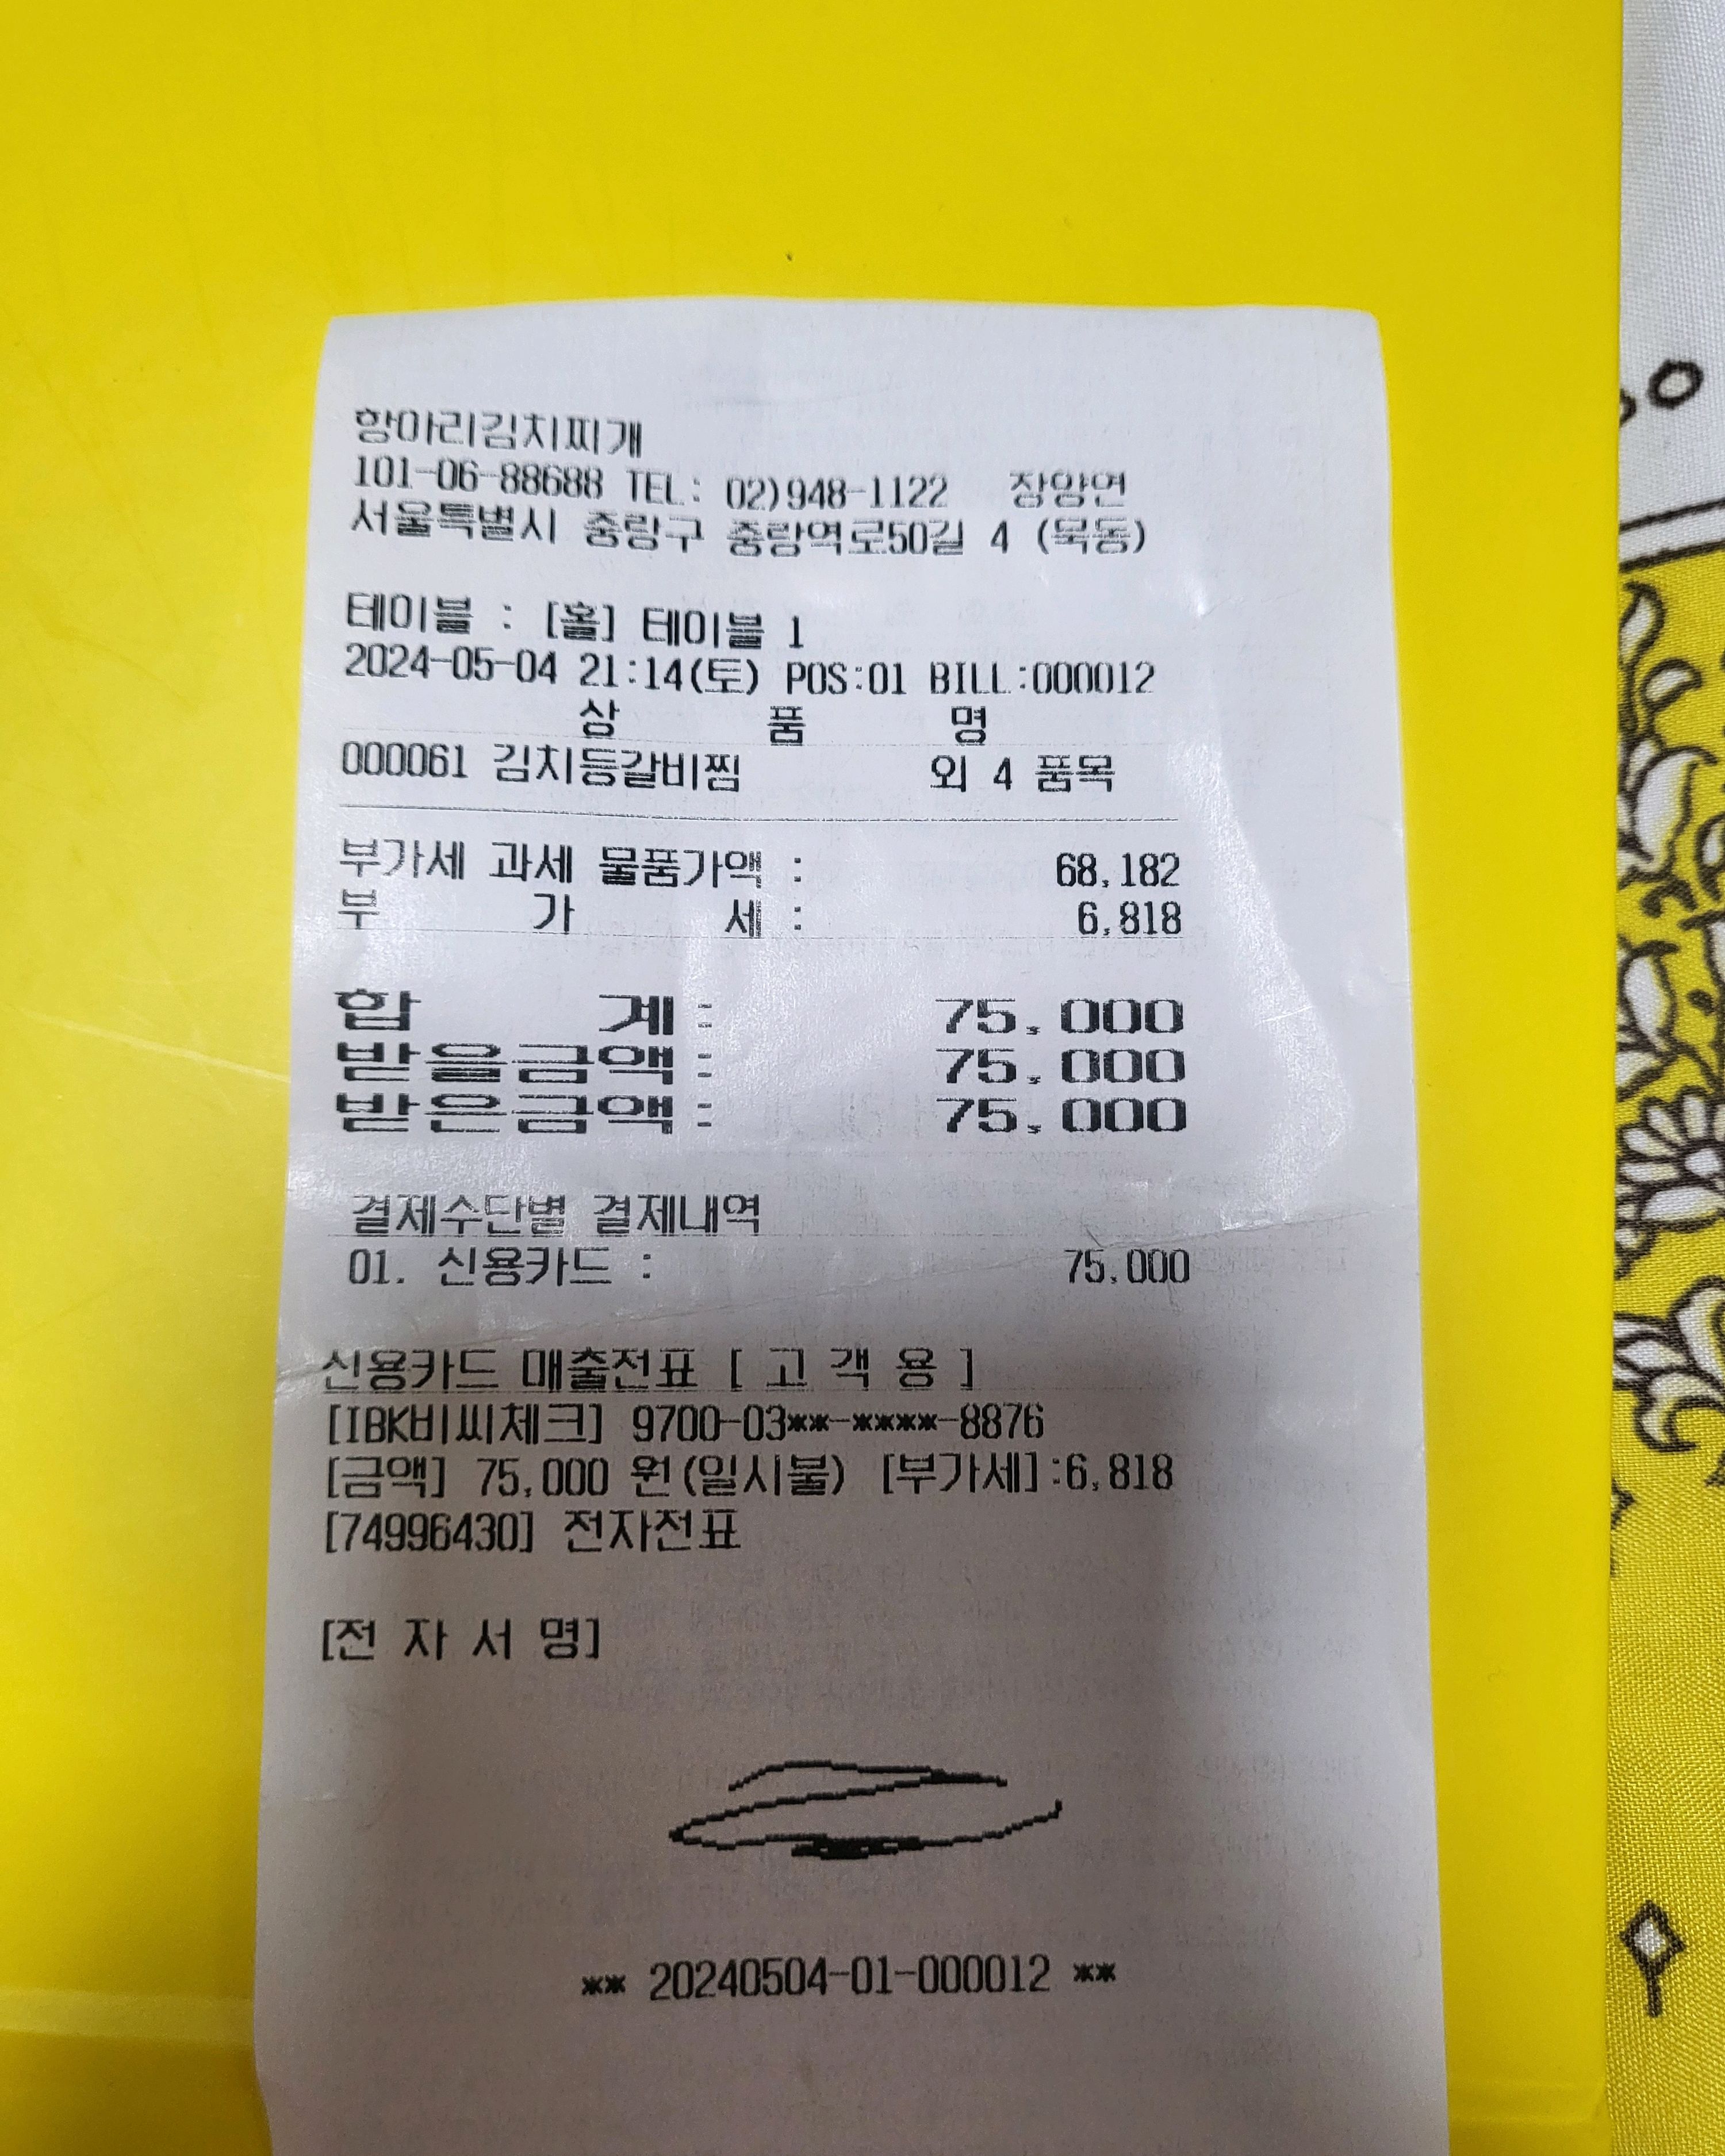 항아리김치찌개
101-06-88688 TEL: 02)948-1122 장양연
서울특별시 중랑구 중랑역로50길 4 (묵동)
테이블 : [홀] 테이블 1
2024-05-04 21:14(토) POS:01 BILL:000012
상 품 명
000061 김치등갈비찜 외 4 품목
부가세 과세 물품가액 : 68,182
부 가 세 : 6,818
합 계 : 75,000
받을금액 : 75,000
받은금액 : 75,000
결제수단별 결제내역
01. 신용카드 : 75,000
신용카드 매출전표 [ 고 객 용 ]
[IBK비씨체크] 9700-03**-****-8876
[금액] 75,000 원(일시불) [부가세]:6,818
[74996430] 전자전표
[전 자 서 명]
** 20240504-01-000012 **